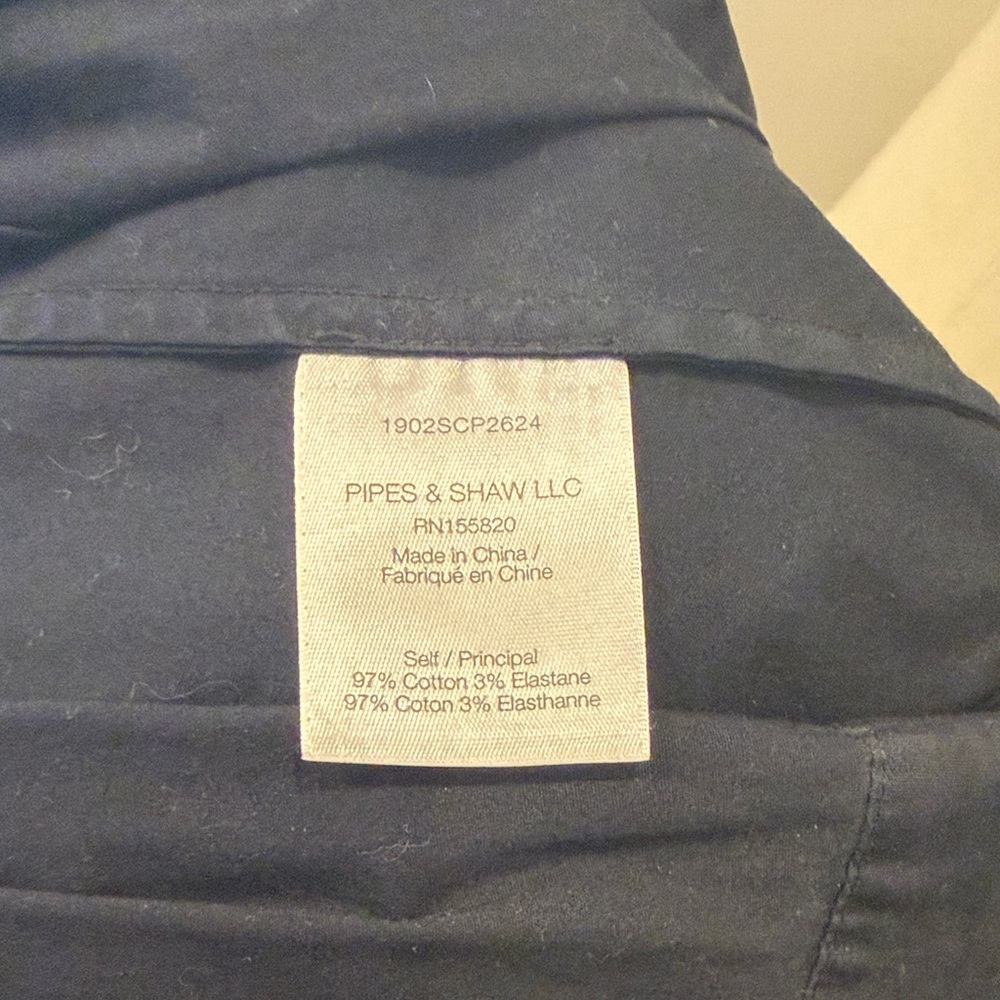 1902SCP2624
PIPES & SHAW LLC
RN155820
Made in China /
Fabriqué en Chine
Self / Principal
97% Cotton 3% Elastane
97% Coton 3% Elasthanne